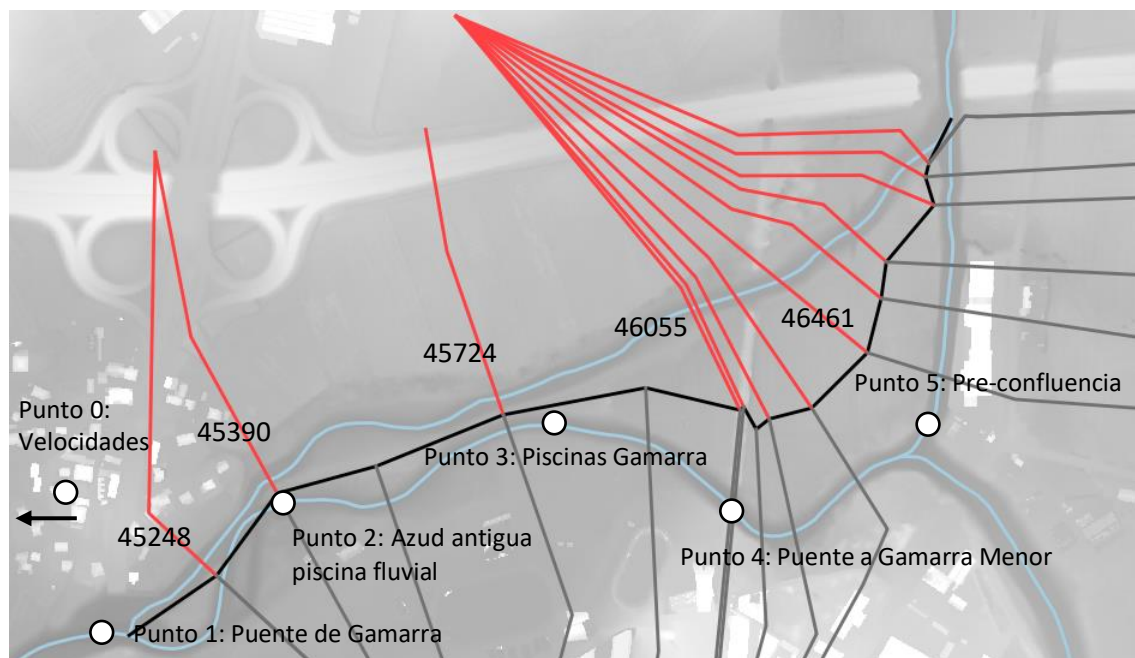 46055
46461
45724
Punto 5: Pre-confluencia
Punto 0:
Velocidades
45390
Punto 3: Piscinas Gamarra
45248
Punto 2: Azud antigua
piscina fluvial
Punto 4: Puente a Gamarra Menor
Punto 1: Puente de Gamarra